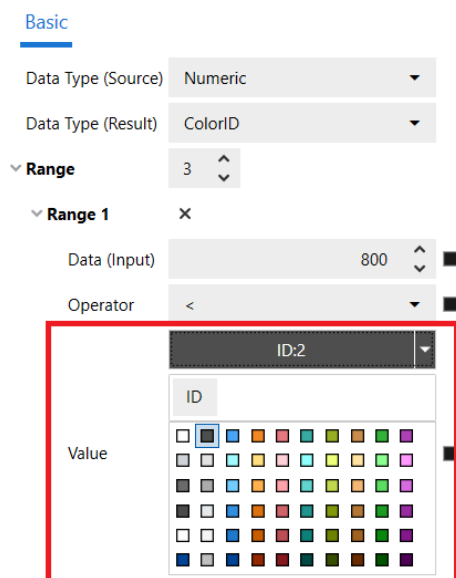 Basic
Data Type (Source) Numeric
Data Type (Result) ColorID
Range 3
Range 1
Data (Input) 800
Operator <
ID:2
ID
Value